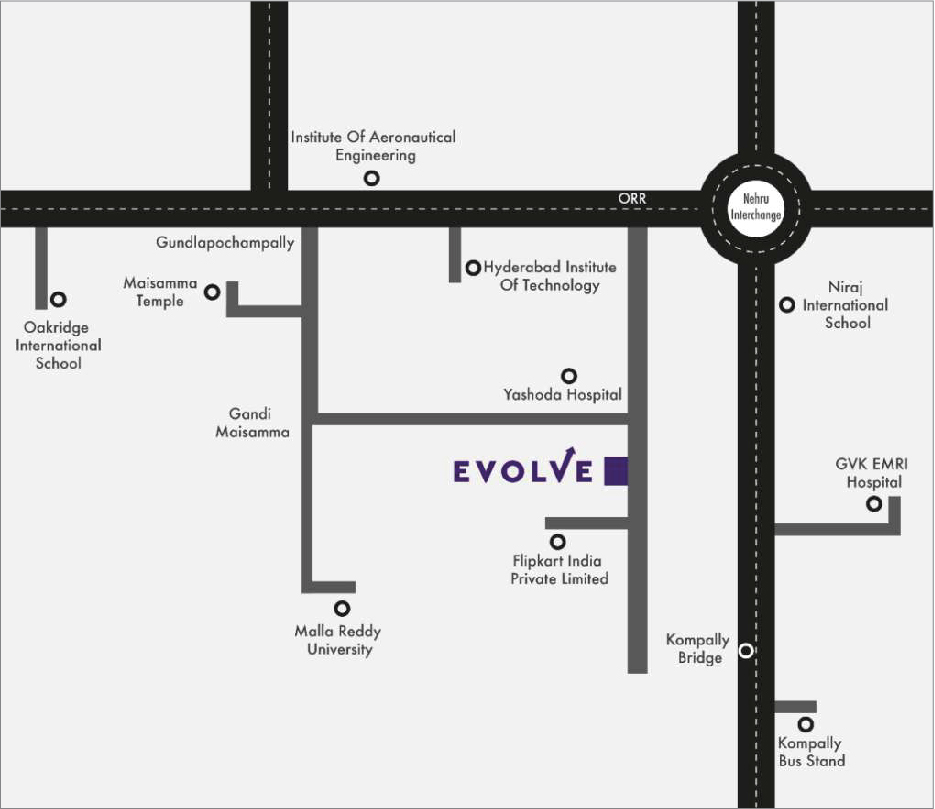 Institute Of Aeronautical
Engineering
ORR
Nehru
Interchange
Gundlapochampally
Maisamma
Temple
Hyderabad Institute
Of Technology
Niraj
International
School
Oakridge
International
School
Yashoda Hospital
Gandi
Maisamma
EVOLVE
GVK EMRI
Hospital
Flipkart India
Private Limited
Malla Reddy
University
Kompally
Bridge
Kompally
Bus Stand